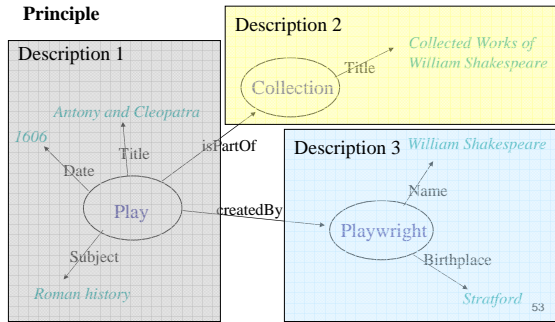 Principle
Description 1
Antony and Cleopatra
1606
Title
Date
Play
Subject
Roman history
isPartOf
createdBy
Description 2
Collected Works of
William Shakespeare
Title
Collection
Description 3
William Shakespeare
Name
Playwright
Birthplace
Stratford
53